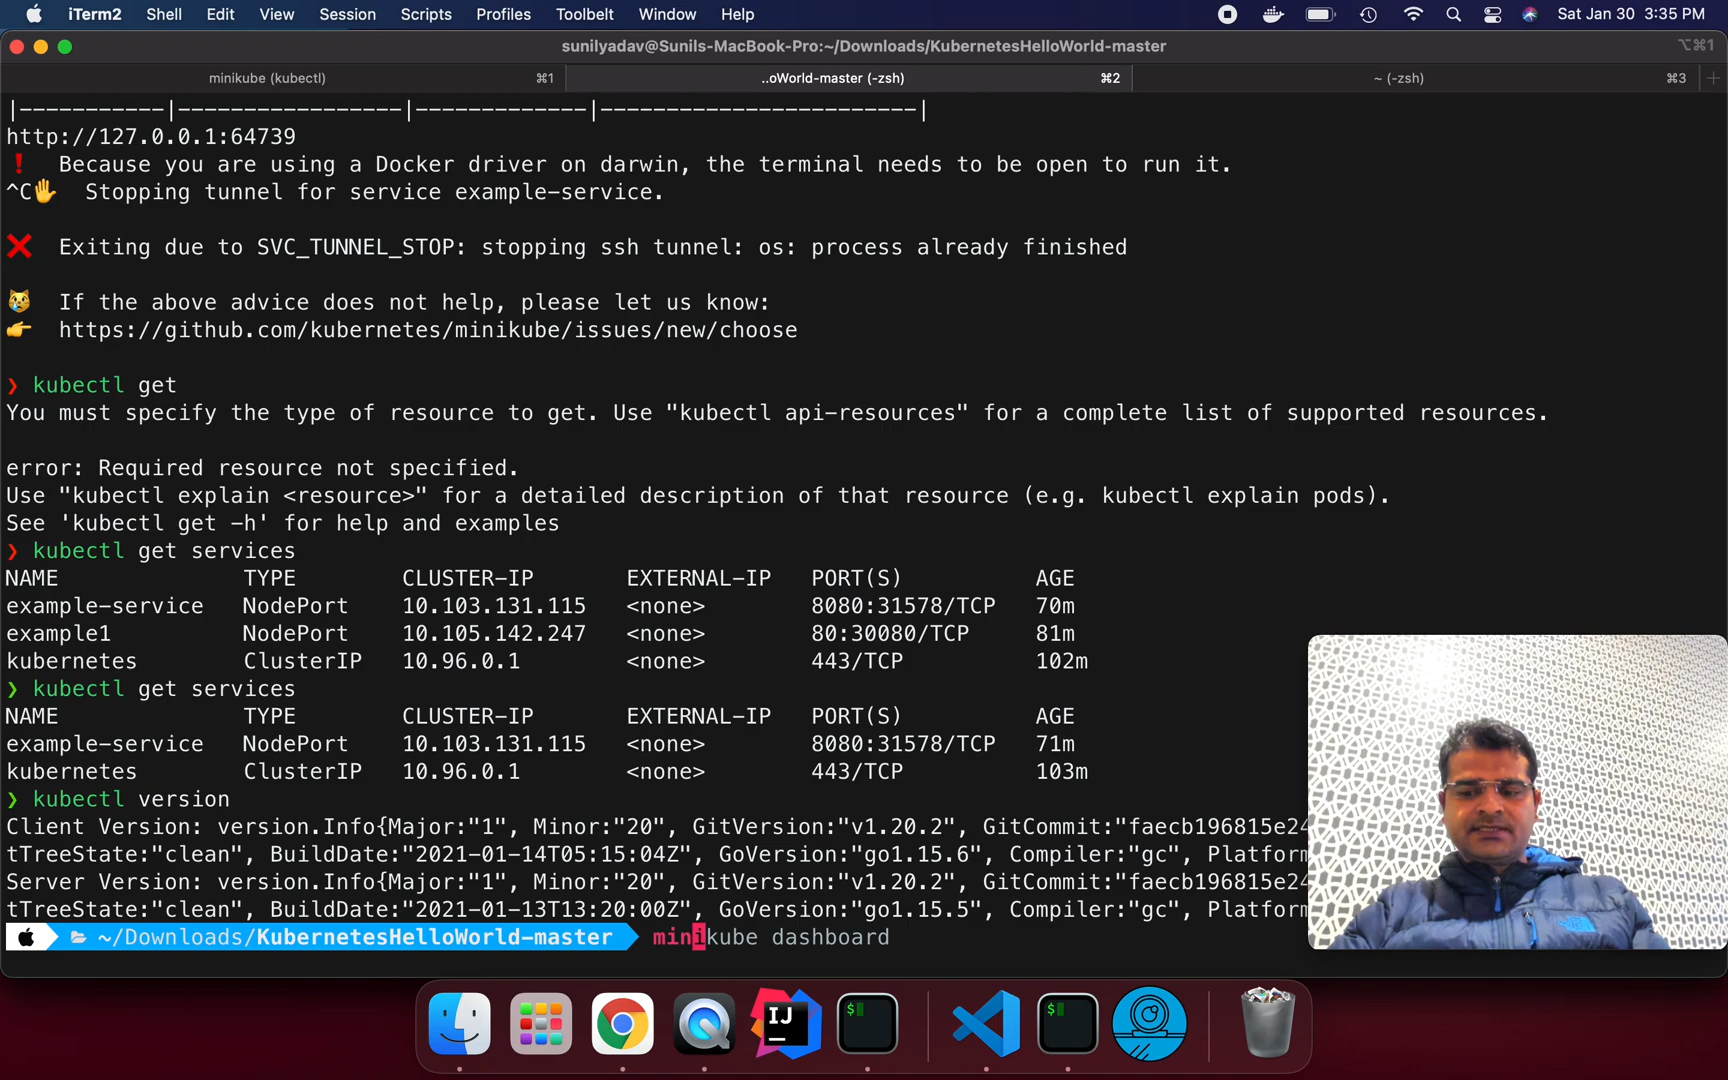 iTerm2 Shell Edit View Session Scripts Profiles Toolbelt Window Help Sat Jan 30 3:35 PM
sunilyadav@Sunils-MacBook-Pro:~/Downloads/KubernetesHelloWorld-master ⌥⌘1
minikube (kubectl) ⌘1 ..oWorld-master (-zsh) ⌘2 ~ (-zsh) ⌘3
|-----------|-----------------|-------------|------------------------|
http://127.0.0.1:64739
❗ Because you are using a Docker driver on darwin, the terminal needs to be open to run it.
^C✋ Stopping tunnel for service example-service.
❌ Exiting due to SVC_TUNNEL_STOP: stopping ssh tunnel: os: process already finished
😿 If the above advice does not help, please let us know:
👉 https://github.com/kubernetes/minikube/issues/new/choose
❯ kubectl get
You must specify the type of resource to get. Use "kubectl api-resources" for a complete list of supported resources.
error: Required resource not specified.
Use "kubectl explain <resource>" for a detailed description of that resource (e.g. kubectl explain pods).
See 'kubectl get -h' for help and examples
❯ kubectl get services
NAME TYPE CLUSTER-IP EXTERNAL-IP PORT(S) AGE
example-service NodePort 10.103.131.115 <none> 8080:31578/TCP 70m
example1 NodePort 10.105.142.247 <none> 80:30080/TCP 81m
kubernetes ClusterIP 10.96.0.1 <none> 443/TCP 102m
❯ kubectl get services
NAME TYPE CLUSTER-IP EXTERNAL-IP PORT(S) AGE
example-service NodePort 10.103.131.115 <none> 8080:31578/TCP 71m
kubernetes ClusterIP 10.96.0.1 <none> 443/TCP 103m
❯ kubectl version
Client Version: version.Info{Major:"1", Minor:"20", GitVersion:"v1.20.2", GitCommit:"faecb196815e24
tTreeState:"clean", BuildDate:"2021-01-14T05:15:04Z", GoVersion:"go1.15.6", Compiler:"gc", Platform
Server Version: version.Info{Major:"1", Minor:"20", GitVersion:"v1.20.2", GitCommit:"faecb196815e24
tTreeState:"clean", BuildDate:"2021-01-13T13:20:00Z", GoVersion:"go1.15.5", Compiler:"gc", Platform
~/Downloads/KubernetesHelloWorld-master minikube dashboard
IJ
$
$